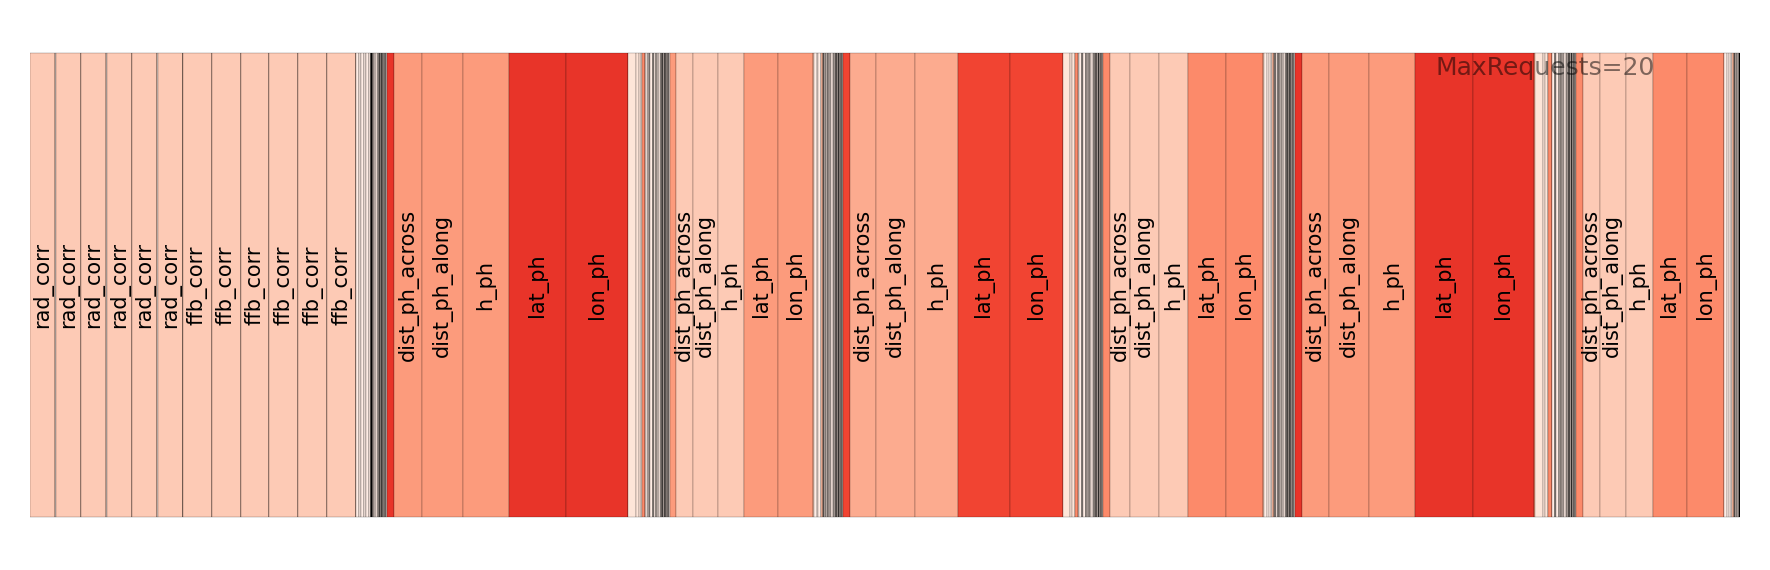 MaxRequests=20
rad_corr
rad_corr
rad_corr
rad_corr
rad_corr
rad_corr
ffb_corr
ffb_corr
ffb_corr
ffb_corr
ffb_corr
ffb_corr
dist_ph_across
dist_ph_along
h_ph
lat_ph
lon_ph
dist_ph_across
dist_ph_along
h_ph
lat_ph
lon_ph
dist_ph_across
dist_ph_along
h_ph
lat_ph
lon_ph
dist_ph_across
dist_ph_along
h_ph
lat_ph
lon_ph
dist_ph_across
dist_ph_along
h_ph
lat_ph
lon_ph
dist_ph_across
dist_ph_along
h_ph
lat_ph
lon_ph